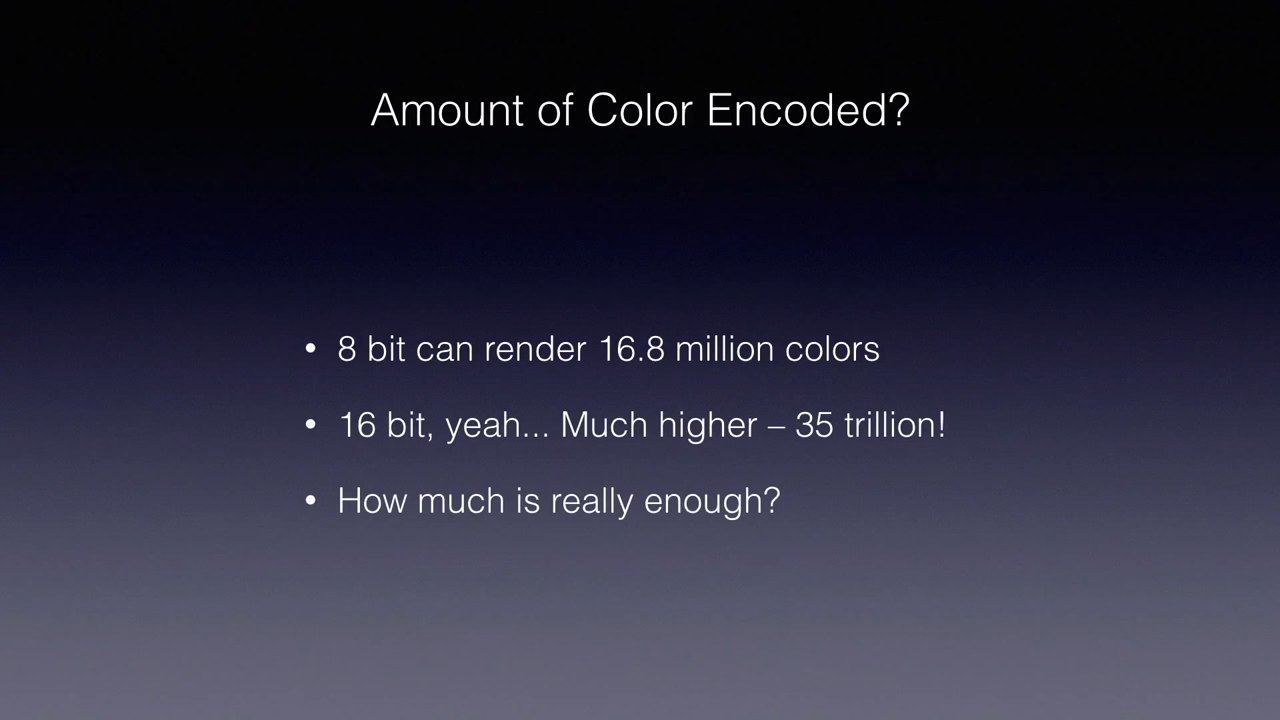 Amount of Color Encoded?
• 8 bit can render 16.8 million colors
• 16 bit, yeah... Much higher – 35 trillion!
• How much is really enough?